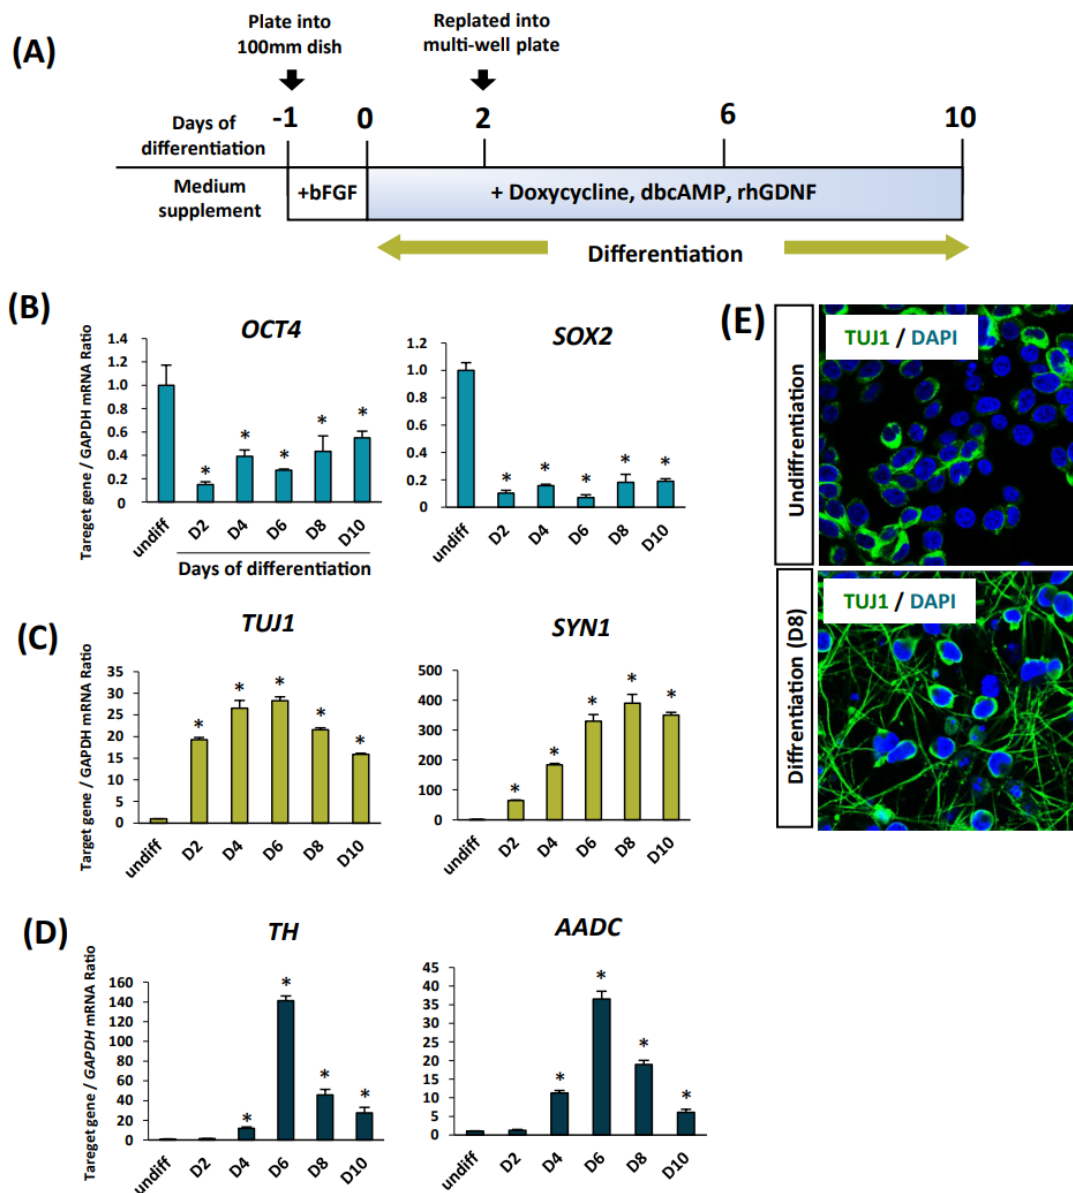 (A)
Plate into
100mm dish
Replated into
multi-well plate
Days of
differentiation
-1 0 2 6 10
Medium
supplement
+bFGF
+ Doxycycline, dbcAMP, rhGDNF
Differentiation
(B)
OCT4
Tareget gene / GAPDH mRNA Ratio
1.4
1.2
1.0
0.8
0.6
0.4
0.2
0
* * * * *
undiff D2 D4 D6 D8 D10
Days of differentiation
SOX2
1.2
1.0
0.8
0.6
0.4
0.2
0
* * * * *
undiff D2 D4 D6 D8 D10
(C)
TUJ1
Target gene / GAPDH mRNA Ratio
35
30
25
20
15
10
5
0
* * * * *
undiff D2 D4 D6 D8 D10
SYN1
500
400
300
200
100
0
* * * * *
undiff D2 D4 D6 D8 D10
(D)
TH
Tareget gene / GAPDH mRNA Ratio
160
140
120
100
80
60
40
20
0
* * * *
undiff D2 D4 D6 D8 D10
AADC
45
40
35
30
25
20
15
10
5
0
* * * *
undiff D2 D4 D6 D8 D10
(E)
Undiffrentiation
TUJ1 / DAPI
Diffrentiation (D8)
TUJ1 / DAPI